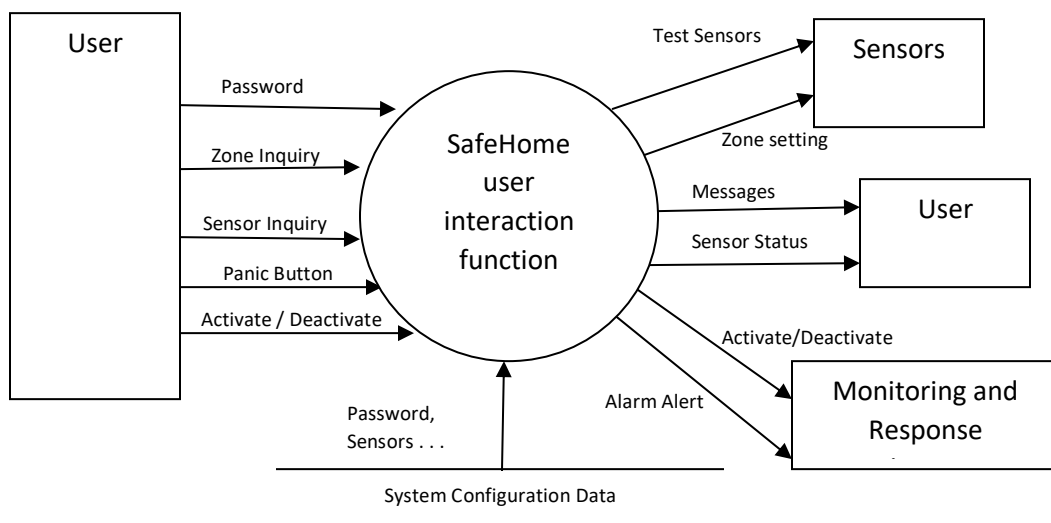 User
Password
Zone Inquiry
Sensor Inquiry
Panic Button
Activate / Deactivate
SafeHome
user
interaction
function
Test Sensors
Sensors
Zone setting
Messages
User
Sensor Status
Activate/Deactivate
Alarm Alert
Monitoring and
Response
Password,
Sensors . . .
System Configuration Data